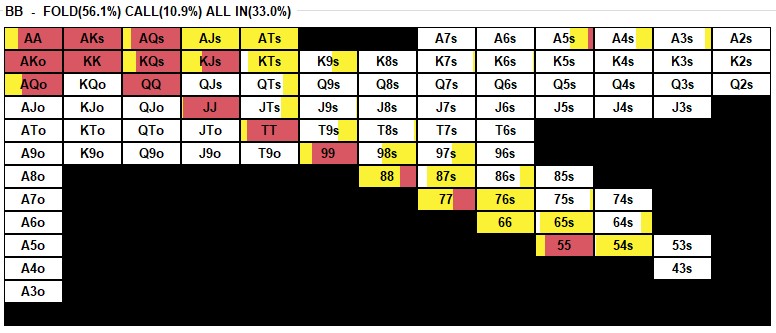 BB - FOLD(56.1%) CALL(10.9%) ALL IN(33.0%)
AA AKs AQs AJs ATs A7s A6s A5s A4s A3s A2s
AKo KK KQs KJs KTs K9s K8s K7s K6s K5s K4s K3s K2s
AQo KQo QQ QJs QTs Q9s Q8s Q7s Q6s Q5s Q4s Q3s Q2s
AJo KJo QJo JJ JTs J9s J8s J7s J6s J5s J4s J3s
ATo KTo QTo JTo TT T9s T8s T7s T6s
A9o K9o Q9o J9o T9o 99 98s 97s 96s
A8o 88 87s 86s 85s
A7o 77 76s 75s 74s
A6o 66 65s 64s
A5o 55 54s 53s
A4o 43s
A3o